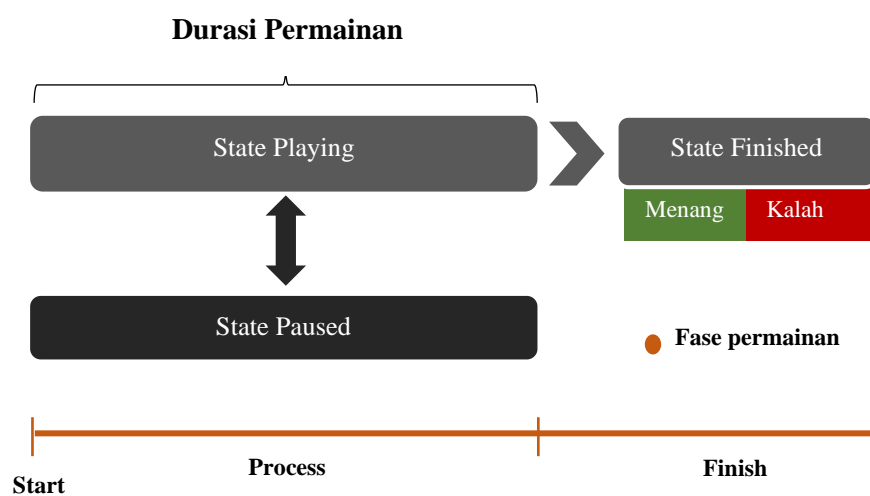 Durasi Permainan
State Playing
State Finished
Menang
Kalah
State Paused
Fase permainan
Process
Finish
Start